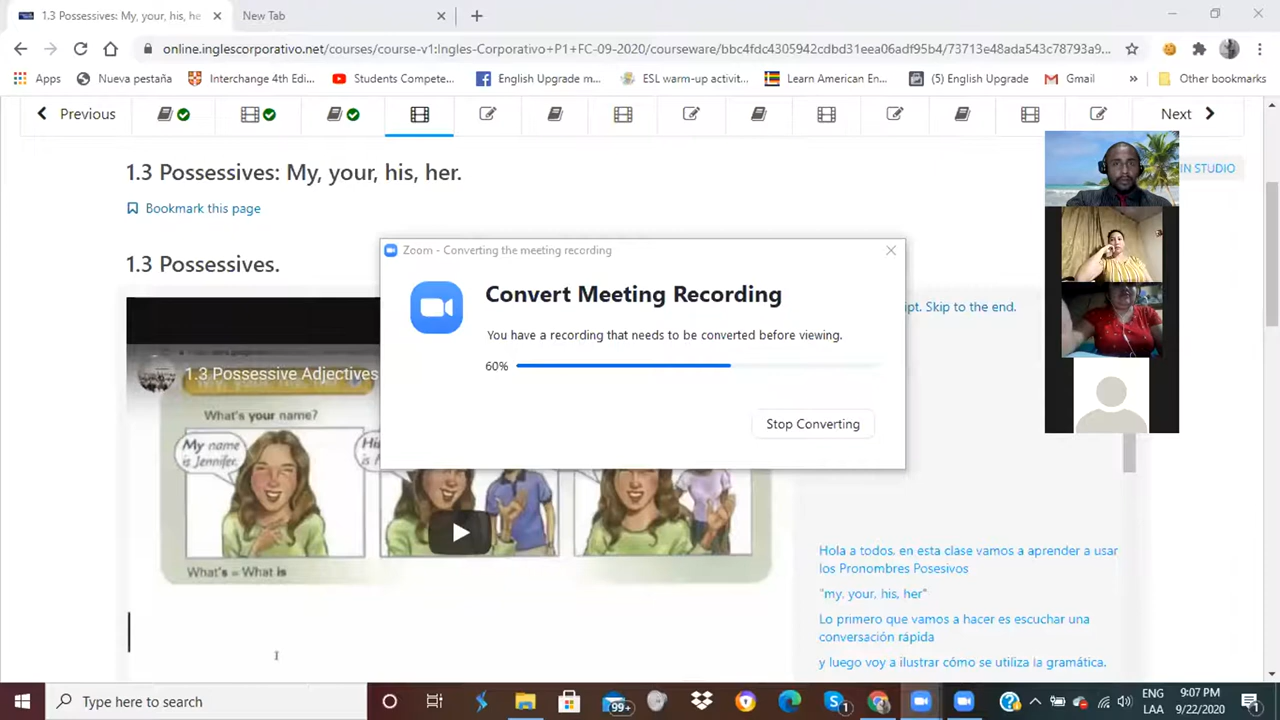 1.3 Possessives: My, your, his, he
New Tab
online.inglescorporativo.net/courses/course-v1:Ingles-Corporativo+P1+FC-09-2020/courseware/bbc4fdc4305942cdbd31eea06adf95b4/73713e48ada543c78793a9...
Apps
Nueva pestaña
Interchange 4th Edi...
Students Compete...
English Upgrade m...
ESL warm-up activit...
Learn American En...
(5) English Upgrade
Gmail
»
Other bookmarks
Previous
Next
1.3 Possessives: My, your, his, her.
IN STUDIO
Bookmark this page
1.3 Possessives.
Zoom - Converting the meeting recording
Convert Meeting Recording
You have a recording that needs to be converted before viewing.
60%
Stop Converting
ipt. Skip to the end.
1.3 Possessive Adjectives
What's your name?
My name
is Jennifer.
Hi
is
What's = What is
Hola a todos, en esta clase vamos a aprender a usar
los Pronombres Posesivos
"my, your, his, her"
Lo primero que vamos a hacer es escuchar una
conversación rápida
y luego voy a ilustrar cómo se utiliza la gramática.
Type here to search
99+
1
ENG
LAA
9:07 PM
9/22/2020
1